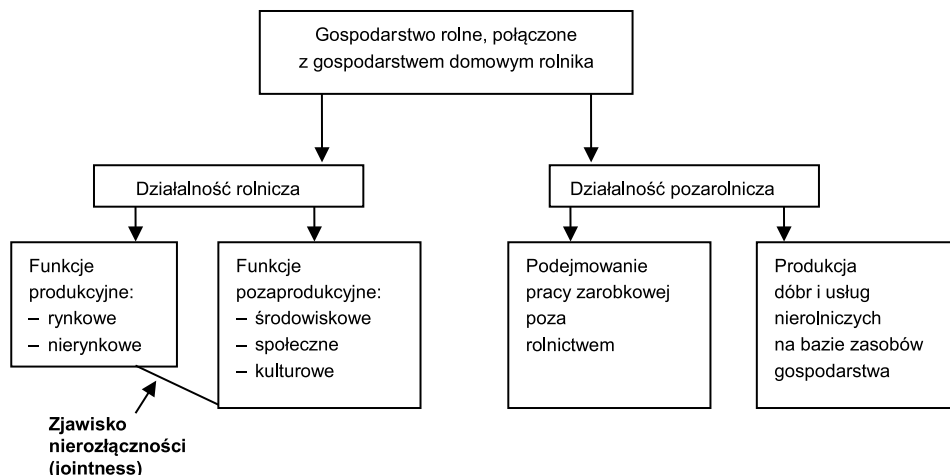 Gospodarstwo rolne, połączone
z gospodarstwem domowym rolnika
Działalność rolnicza
Działalność pozarolnicza
Funkcje
produkcyjne:
– rynkowe
– nierynkowe
Funkcje
pozaprodukcyjne:
– środowiskowe
– społeczne
– kulturowe
Podejmowanie
pracy zarobkowej
poza
rolnictwem
Produkcja
dóbr i usług
nierolniczych
na bazie zasobów
gospodarstwa
Zjawisko
nierozłączności
(jointness)